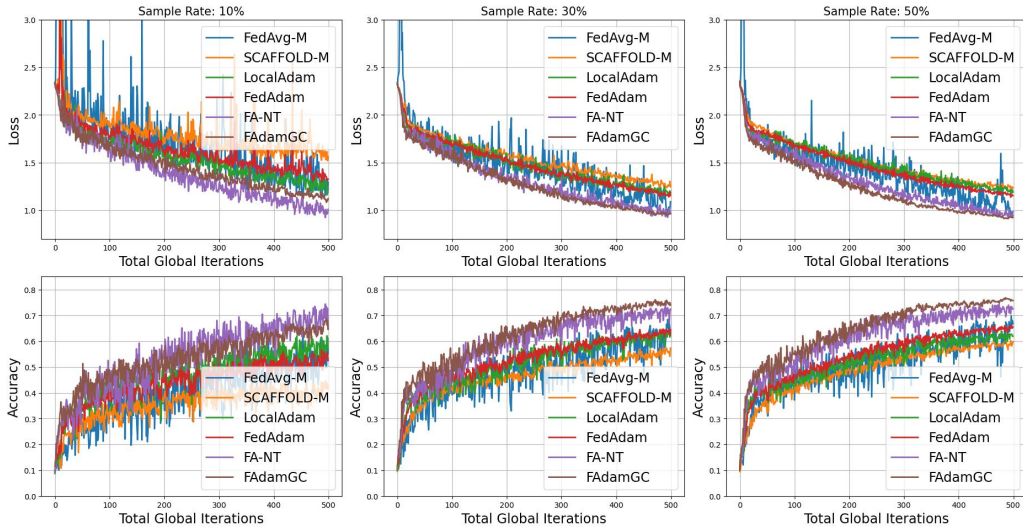 Sample Rate: 10%
3.0
2.5
2.0
1.5
1.0
Loss
FedAvg-M
SCAFFOLD-M
LocalAdam
FedAdam
FA-NT
FAdamGC
0 100 200 300 400 500
Total Global Iterations
Sample Rate: 30%
3.0
2.5
2.0
1.5
1.0
Loss
FedAvg-M
SCAFFOLD-M
LocalAdam
FedAdam
FA-NT
FAdamGC
0 100 200 300 400 500
Total Global Iterations
Sample Rate: 50%
3.0
2.5
2.0
1.5
1.0
Loss
FedAvg-M
SCAFFOLD-M
LocalAdam
FedAdam
FA-NT
FAdamGC
0 100 200 300 400 500
Total Global Iterations
0.8
0.7
0.6
0.5
0.4
0.3
0.2
0.1
0.0
Accuracy
FedAvg-M
SCAFFOLD-M
LocalAdam
FedAdam
FA-NT
FAdamGC
0 100 200 300 400 500
Total Global Iterations
0.8
0.7
0.6
0.5
0.4
0.3
0.2
0.1
0.0
Accuracy
FedAvg-M
SCAFFOLD-M
LocalAdam
FedAdam
FA-NT
FAdamGC
0 100 200 300 400 500
Total Global Iterations
0.8
0.7
0.6
0.5
0.4
0.3
0.2
0.1
0.0
Accuracy
FedAvg-M
SCAFFOLD-M
LocalAdam
FedAdam
FA-NT
FAdamGC
0 100 200 300 400 500
Total Global Iterations